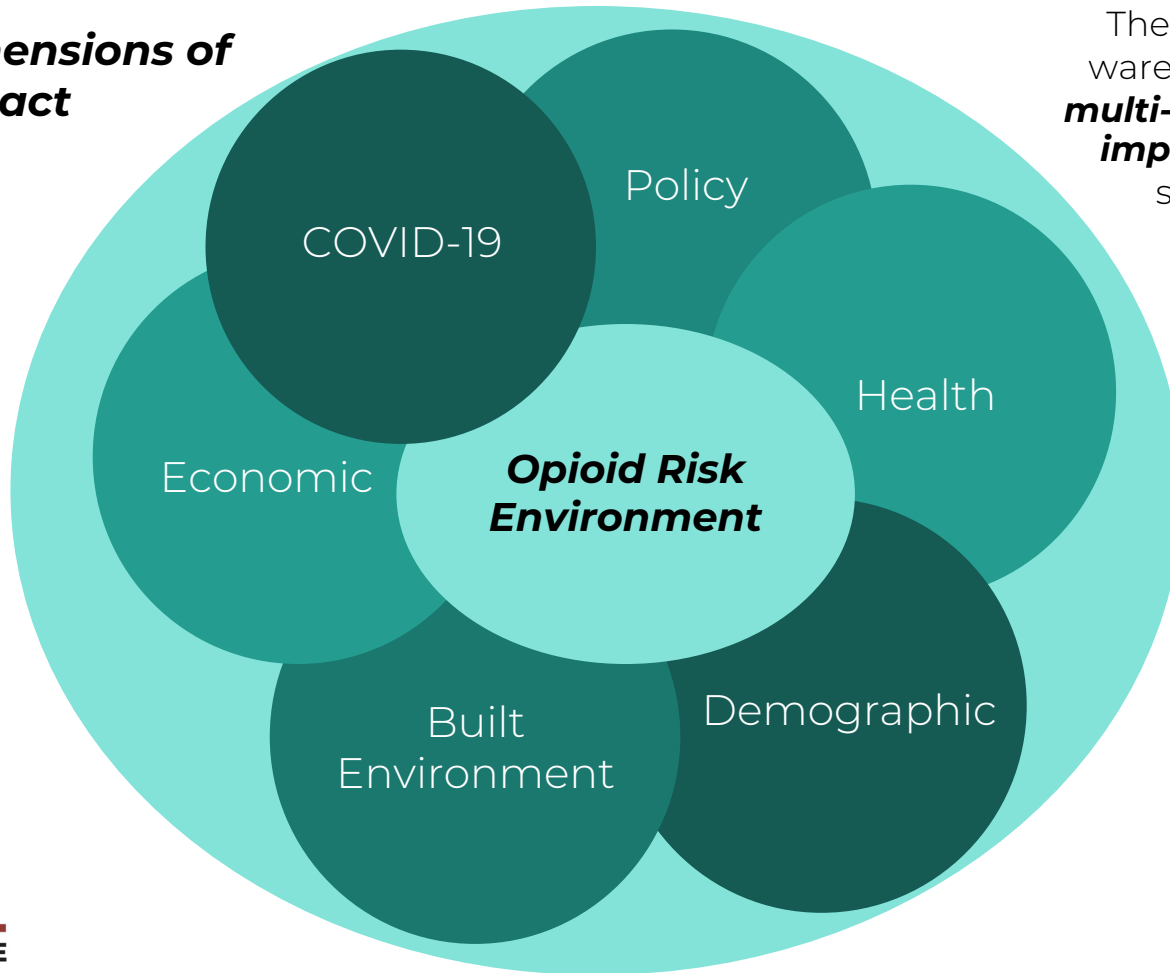 ensions of
act
The
ware
multi-
imp
s
Policy
COVID-19
Health
Economic
Opioid Risk
Environment
Demographic
Built
Environment
E